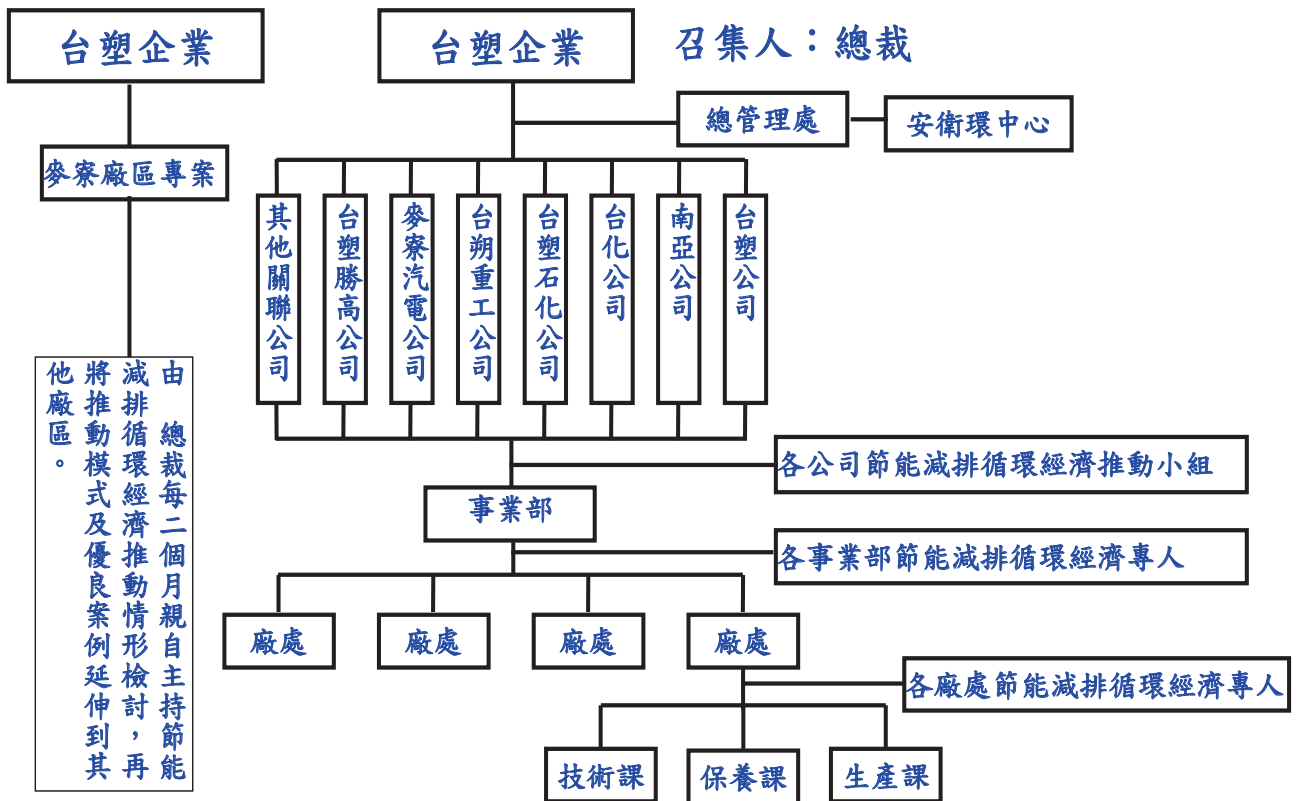 台塑企業
麥寮廠區專案
由　總裁每二個月親自主持節能
減排循環經濟推動情形檢討，再
將推動模式及優良案例延伸到其
他廠區。
台塑企業
召集人：總裁
總管理處
安衛環中心
台塑公司
南亞公司
台化公司
台塑石化公司
台朔重工公司
麥寮汽電公司
台塑勝高公司
其他關聯公司
各公司節能減排循環經濟推動小組
事業部
各事業部節能減排循環經濟專人
廠處
廠處
廠處
廠處
各廠處節能減排循環經濟專人
技術課
保養課
生產課